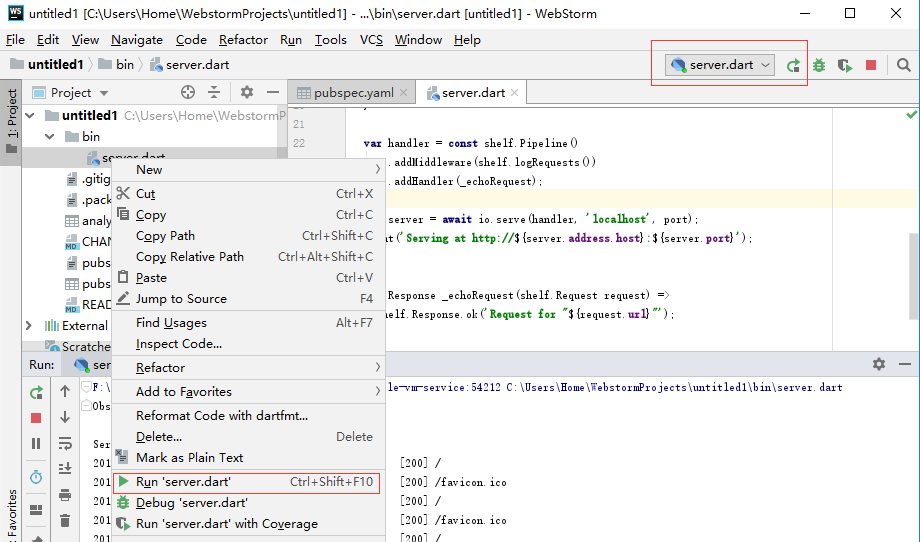 untitled1 [C:\Users\Home\WebstormProjects\untitled1] - ...\bin\server.dart [untitled1] - WebStorm
File Edit View Navigate Code Refactor Run Tools VCS Window Help
untitled1 bin server.dart
server.dart
1: Project
Project
pubspec.yaml
server.dart
untitled1 C:\Users\Home\WebstormP
bin
server.dart
.gitig
.pack
analy
CHAN
pubs
pubs
READ
External
Scratche
21
22
var handler = const shelf.Pipeline()
.addMiddleware(shelf.logRequests())
.addHandler(_echoRequest);
server = await io.serve(handler, 'localhost', port);
nt('Serving at http://${server.address.host}:${server.port}');
Response _echoRequest(shelf.Request request) =>
helf.Response.ok('Request for "${request.url}"');
New
Cut Ctrl+X
Copy Ctrl+C
Copy Path Ctrl+Shift+C
Copy Relative Path Ctrl+Alt+Shift+C
Paste Ctrl+V
Jump to Source F4
Find Usages Alt+F7
Inspect Code...
Refactor
Add to Favorites
Reformat Code with dartfmt...
Delete... Delete
Mark as Plain Text
Run 'server.dart' Ctrl+Shift+F10
Debug 'server.dart'
Run 'server.dart' with Coverage
Run: ser
F:\ le-vm-service:54212 C:\Users\Home\WebstormProjects\untitled1\bin\server.dart
Obs
Ser
201 [200] /
201 [200] /favicon.ico
201 [200] /
201 [200] /favicon.ico
201 [200] /
Favorites